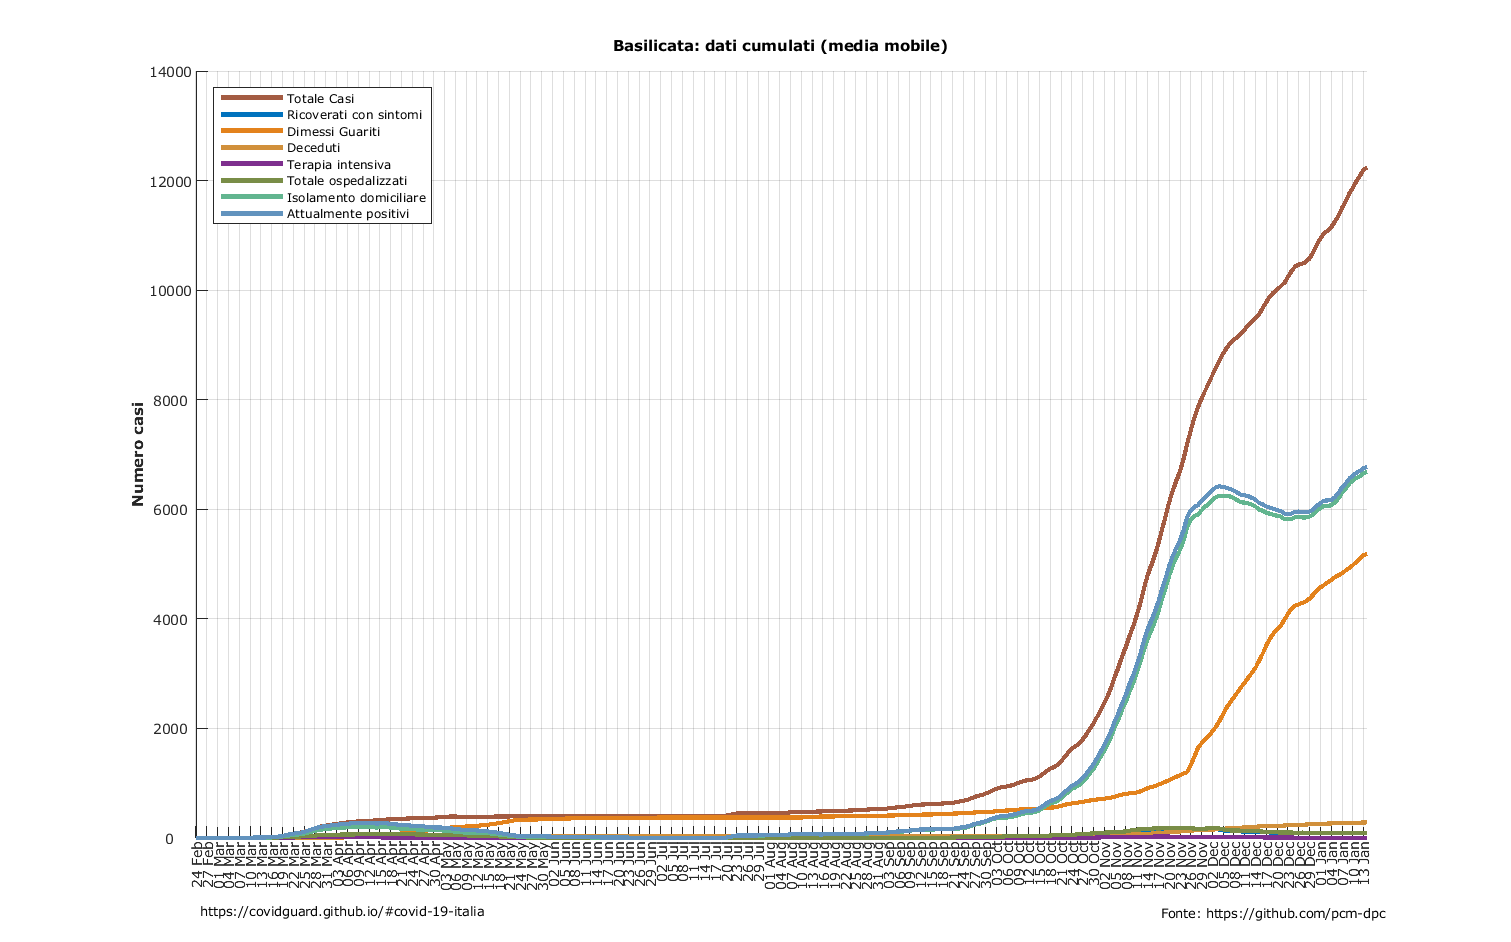 Basilicata: dati cumulati (media mobile)
14000
12000
10000
8000
6000
4000
2000
0
Numero casi
Totale Casi
Ricoverati con sintomi
Dimessi Guariti
Deceduti
Terapia intensiva
Totale ospedalizzati
Isolamento domiciliare
Attualmente positivi
24 Feb
27 Feb
01 Mar
04 Mar
07 Mar
10 Mar
13 Mar
16 Mar
19 Mar
22 Mar
25 Mar
28 Mar
31 Mar
03 Apr
06 Apr
09 Apr
12 Apr
15 Apr
18 Apr
21 Apr
24 Apr
27 Apr
30 Apr
03 May
06 May
09 May
12 May
15 May
18 May
21 May
24 May
27 May
30 May
02 Jun
05 Jun
08 Jun
11 Jun
14 Jun
17 Jun
20 Jun
23 Jun
26 Jun
29 Jun
02 Jul
05 Jul
08 Jul
11 Jul
14 Jul
17 Jul
20 Jul
23 Jul
26 Jul
29 Jul
01 Aug
04 Aug
07 Aug
10 Aug
13 Aug
16 Aug
19 Aug
22 Aug
25 Aug
28 Aug
31 Aug
03 Sep
06 Sep
09 Sep
12 Sep
15 Sep
18 Sep
21 Sep
24 Sep
27 Sep
30 Sep
03 Oct
06 Oct
09 Oct
12 Oct
15 Oct
18 Oct
21 Oct
24 Oct
27 Oct
30 Oct
02 Nov
05 Nov
08 Nov
11 Nov
14 Nov
17 Nov
20 Nov
23 Nov
26 Nov
29 Nov
02 Dec
05 Dec
08 Dec
11 Dec
14 Dec
17 Dec
20 Dec
23 Dec
26 Dec
29 Dec
01 Jan
04 Jan
07 Jan
10 Jan
13 Jan
https://covidguard.github.io/#covid-19-italia
Fonte: https://github.com/pcm-dpc